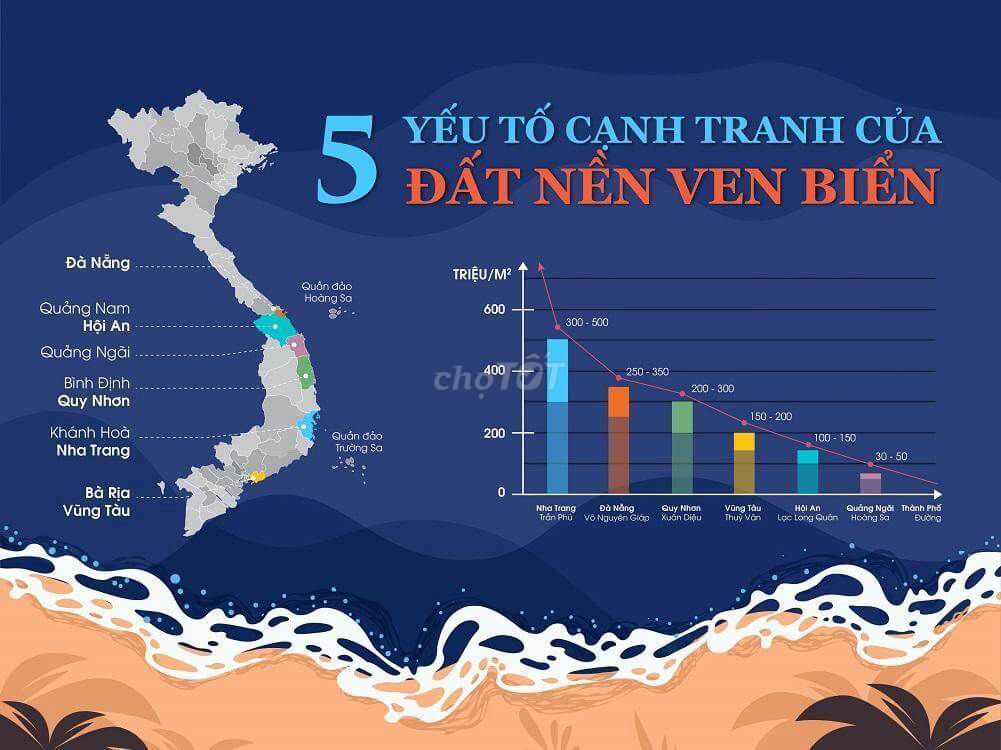 5 YẾU TỐ CẠNH TRANH CỦA
ĐẤT NỀN VEN BIỂN
Đà Nẵng
Quảng Nam
Hội An
Quảng Ngãi
Bình Định
Quy Nhơn
Khánh Hoà
Nha Trang
Bà Rịa
Vũng Tàu
Quần đảo
Hoàng Sa
Quần đảo
Trường Sa
TRIỆU/M²
600
400
200
0
300 - 500
250 - 350
200 - 300
150 - 200
100 - 150
30 - 50
Nha Trang
Trần Phú
Đà Nẵng
Võ Nguyên Giáp
Quy Nhơn
Xuân Diệu
Vũng Tàu
Thuỳ Vân
Hội An
Lạc Long Quân
Quảng Ngãi
Hoàng Sa
Thành Phố
Đường
chợTỐT